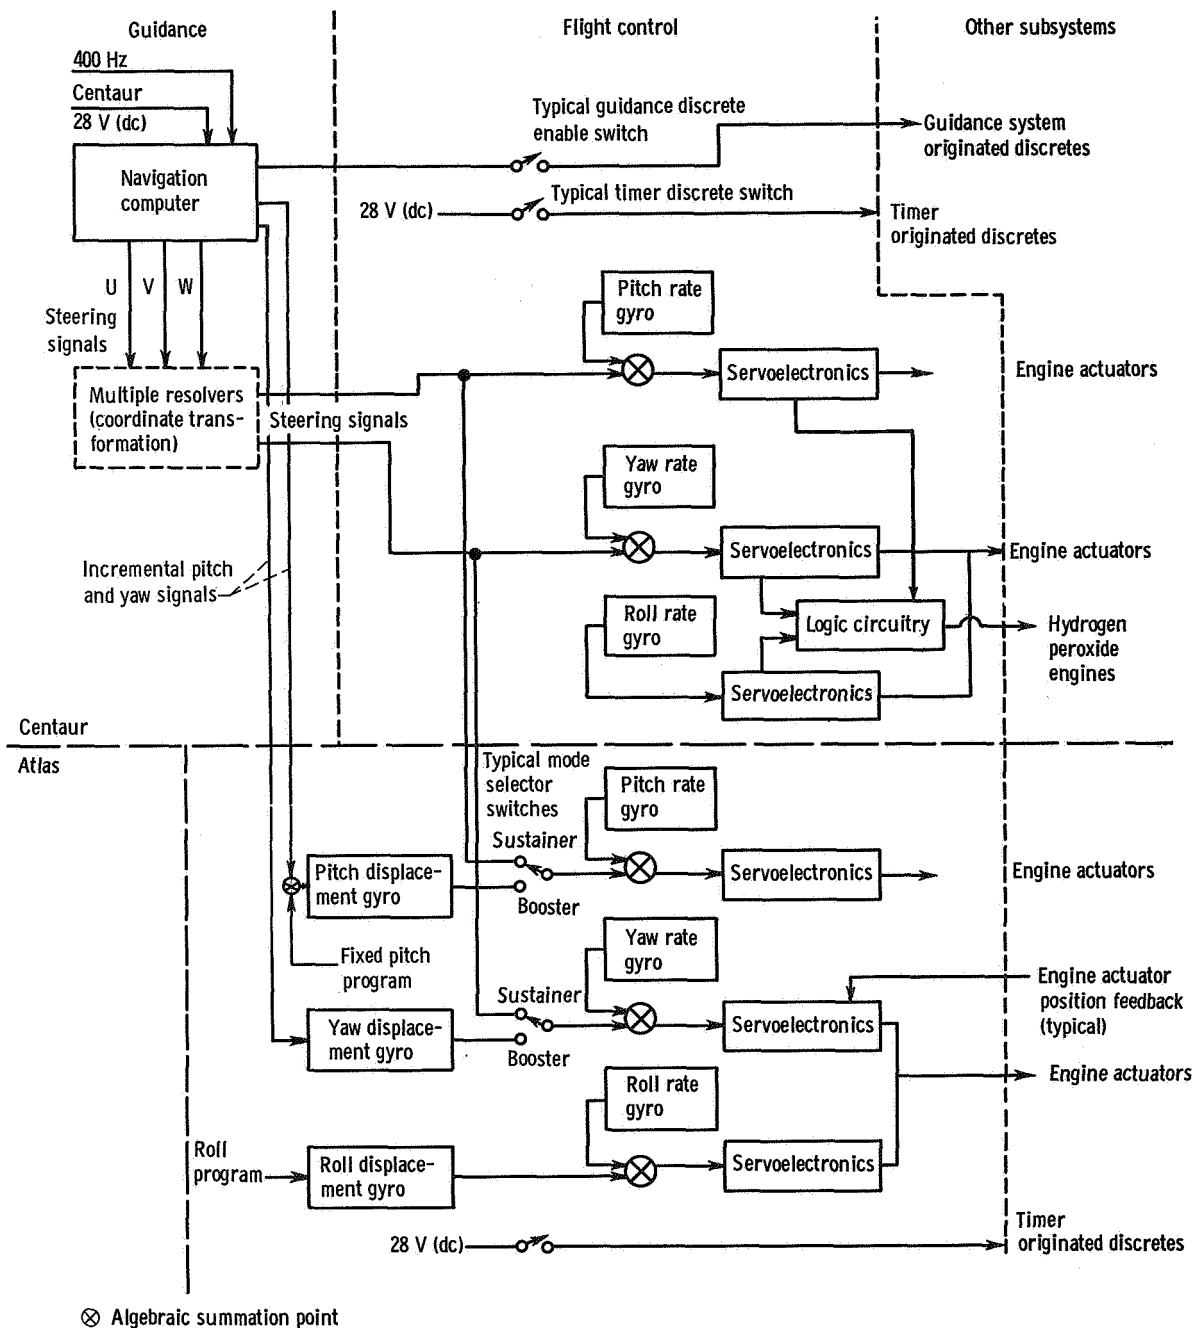 Guidance
Flight control
Other subsystems
400 Hz
Centaur
28 V (dc)
Navigation
computer
Typical guidance discrete
enable switch
Guidance system
originated discretes
28 V (dc)
Typical timer discrete switch
Timer
originated discretes
U
V
W
Steering
signals
Multiple resolvers
(coordinate trans-
formation)
Steering signals
Pitch rate
gyro
Servoelectronics
Engine actuators
Yaw rate
gyro
Servoelectronics
Engine actuators
Incremental pitch
and yaw signals
Roll rate
gyro
Logic circuitry
Hydrogen
peroxide
engines
Servoelectronics
Centaur
Atlas
Typical mode
selector
switches
Pitch rate
gyro
Sustainer
Pitch displace-
ment gyro
Booster
Servoelectronics
Engine actuators
Fixed pitch
program
Yaw rate
gyro
Sustainer
Yaw displace-
ment gyro
Booster
Servoelectronics
Engine actuator
position feedback
(typical)
Engine actuators
Roll rate
gyro
Roll
program
Roll displace-
ment gyro
Servoelectronics
28 V (dc)
Timer
originated discretes
⊗ Algebraic summation point